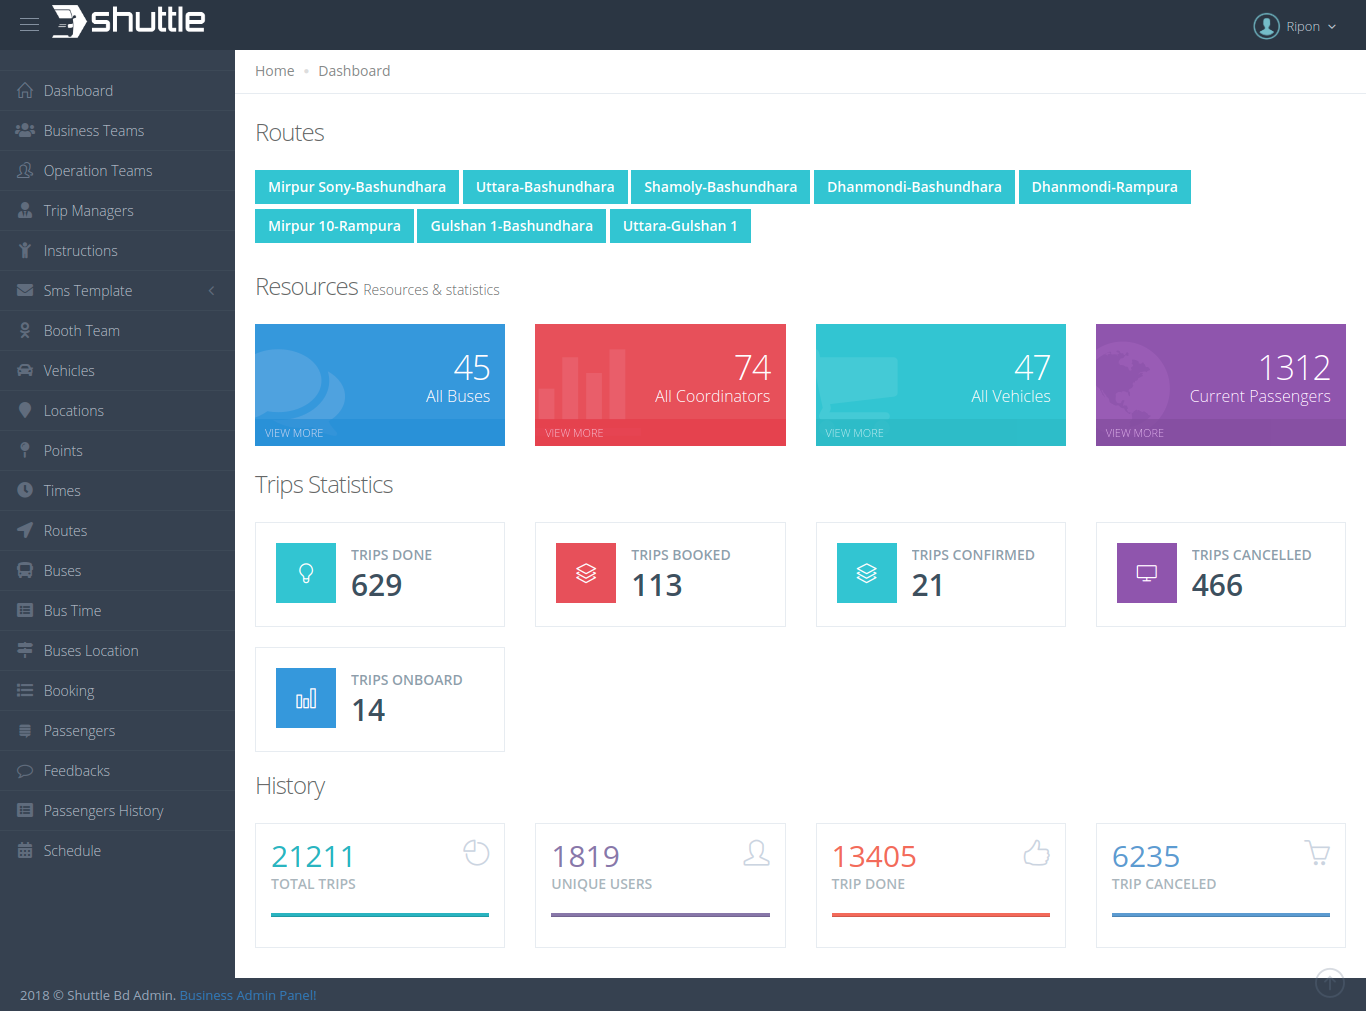 shuttle
Ripon
Home Dashboard
Dashboard
Business Teams
Operation Teams
Trip Managers
Instructions
Sms Template
Booth Team
Vehicles
Locations
Points
Times
Routes
Buses
Bus Time
Buses Location
Booking
Passengers
Feedbacks
Passengers History
Schedule
Routes
Mirpur Sony-Bashundhara Uttara-Bashundhara Shamoly-Bashundhara Dhanmondi-Bashundhara Dhanmondi-Rampura
Mirpur 10-Rampura Gulshan 1-Bashundhara Uttara-Gulshan 1
Resources Resources & statistics
45
All Buses
VIEW MORE
74
All Coordinators
VIEW MORE
47
All Vehicles
VIEW MORE
1312
Current Passengers
VIEW MORE
Trips Statistics
TRIPS DONE
629
TRIPS BOOKED
113
TRIPS CONFIRMED
21
TRIPS CANCELLED
466
TRIPS ONBOARD
14
History
21211
TOTAL TRIPS
1819
UNIQUE USERS
13405
TRIP DONE
6235
TRIP CANCELED
2018 © Shuttle Bd Admin. Business Admin Panel!